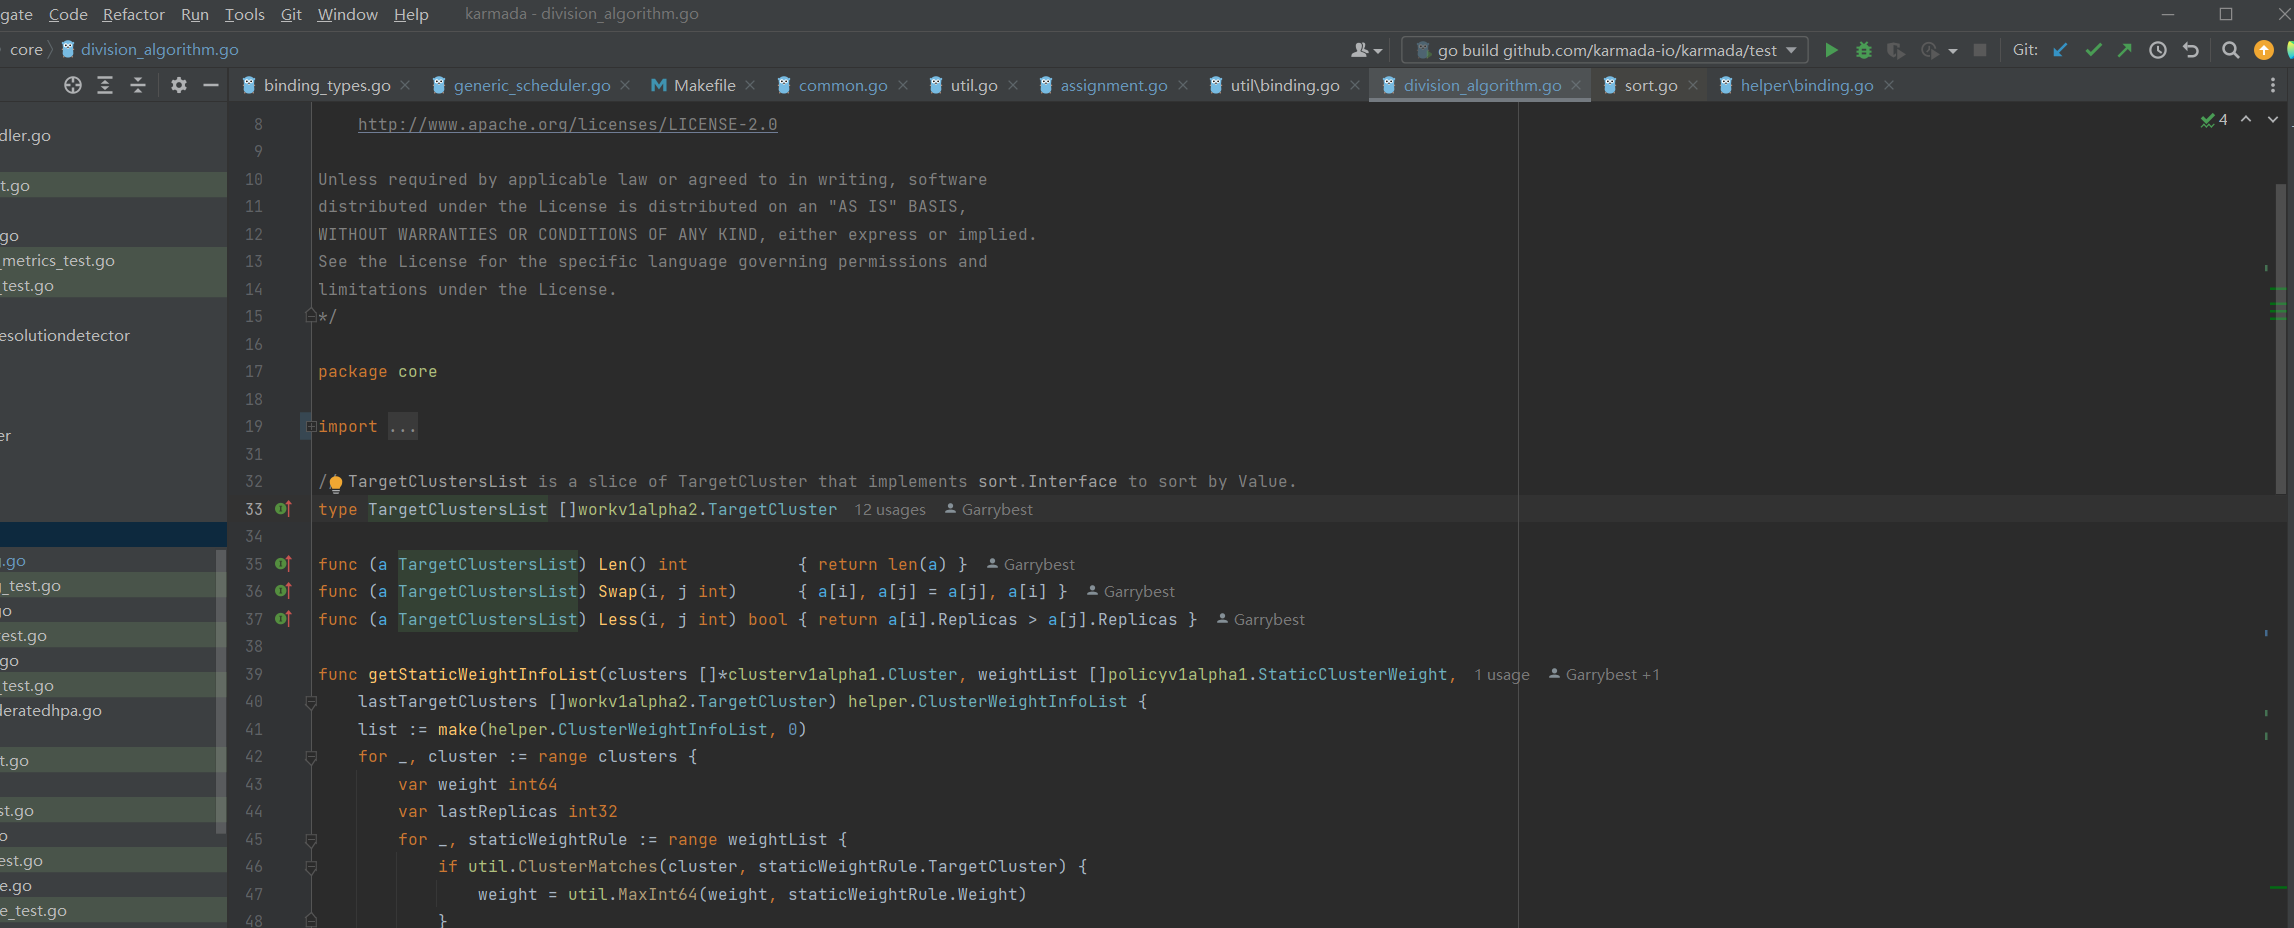 gate Code Refactor Run Tools Git Window Help karmada - division_algorithm.go
core division_algorithm.go go build github.com/karmada-io/karmada/test Git:
binding_types.go generic_scheduler.go Makefile common.go util.go assignment.go util\binding.go division_algorithm.go sort.go helper\binding.go
dler.go
t.go
go
_metrics_test.go
_test.go
esolutiondetector
er
g.go
_test.go
go
test.go
go
_test.go
deratedhpa.go
t.go
st.go
o
est.go
e.go
e_test.go
4
8 http://www.apache.org/licenses/LICENSE-2.0
9
10 Unless required by applicable law or agreed to in writing, software
11 distributed under the License is distributed on an "AS IS" BASIS,
12 WITHOUT WARRANTIES OR CONDITIONS OF ANY KIND, either express or implied.
13 See the License for the specific language governing permissions and
14 limitations under the License.
15 */
16
17 package core
18
19 import ...
31
32 / TargetClustersList is a slice of TargetCluster that implements sort.Interface to sort by Value.
33 type TargetClustersList []workv1alpha2.TargetCluster 12 usages Garrybest
34
35 func (a TargetClustersList) Len() int { return len(a) } Garrybest
36 func (a TargetClustersList) Swap(i, j int) { a[i], a[j] = a[j], a[i] } Garrybest
37 func (a TargetClustersList) Less(i, j int) bool { return a[i].Replicas > a[j].Replicas } Garrybest
38
39 func getStaticWeightInfoList(clusters []*clusterv1alpha1.Cluster, weightList []policyv1alpha1.StaticClusterWeight, 1 usage Garrybest +1
40 lastTargetClusters []workv1alpha2.TargetCluster) helper.ClusterWeightInfoList {
41 list := make(helper.ClusterWeightInfoList, 0)
42 for _, cluster := range clusters {
43 var weight int64
44 var lastReplicas int32
45 for _, staticWeightRule := range weightList {
46 if util.ClusterMatches(cluster, staticWeightRule.TargetCluster) {
47 weight = util.MaxInt64(weight, staticWeightRule.Weight)
48 }